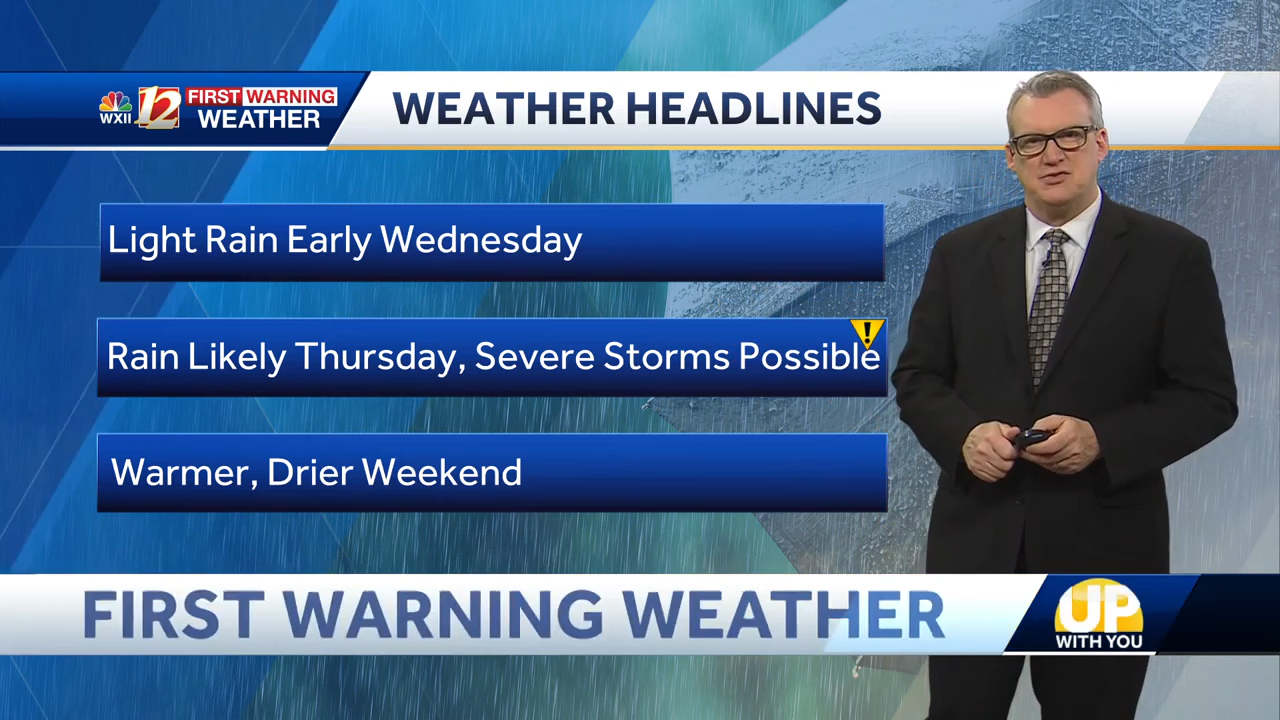 WXII
12
FIRST WARNING
WEATHER
WEATHER HEADLINES
Light Rain Early Wednesday
!
Rain Likely Thursday, Severe Storms Possible
Warmer, Drier Weekend
FIRST WARNING WEATHER
UP
WITH YOU